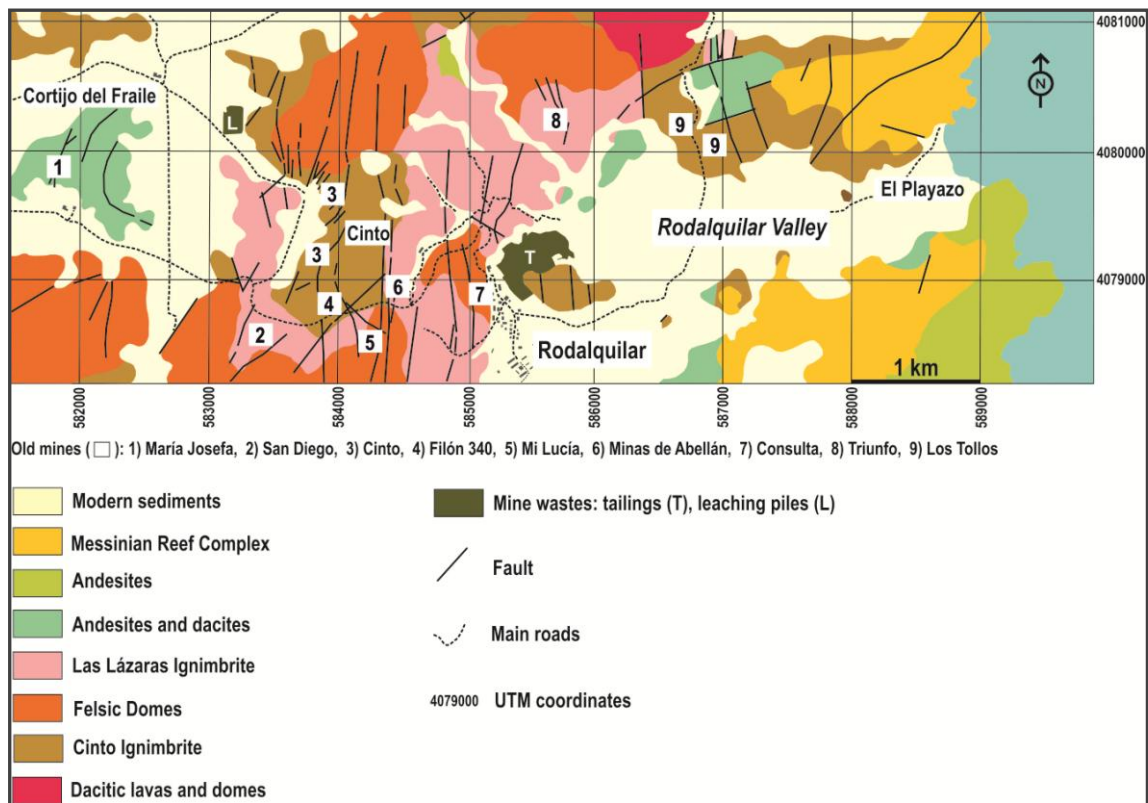 4081000
N
Cortijo del Fraile
L
8
9
1
9
4080000
3
El Playazo
Cinto
Rodalquilar Valley
3
T
4079000
6
7
4
2
5
Rodalquilar
1 km
582000
583000
584000
585000
586000
587000
588000
589000
Old mines ( □ ): 1) María Josefa, 2) San Diego, 3) Cinto, 4) Filón 340, 5) Mi Lucía, 6) Minas de Abellán, 7) Consulta, 8) Triunfo, 9) Los Tollos
Modern sediments
Mine wastes: tailings (T), leaching piles (L)
Messinian Reef Complex
Fault
Andesites
Andesites and dacites
Main roads
Las Lázaras Ignimbrite
4079000 UTM coordinates
Felsic Domes
Cinto Ignimbrite
Dacitic lavas and domes